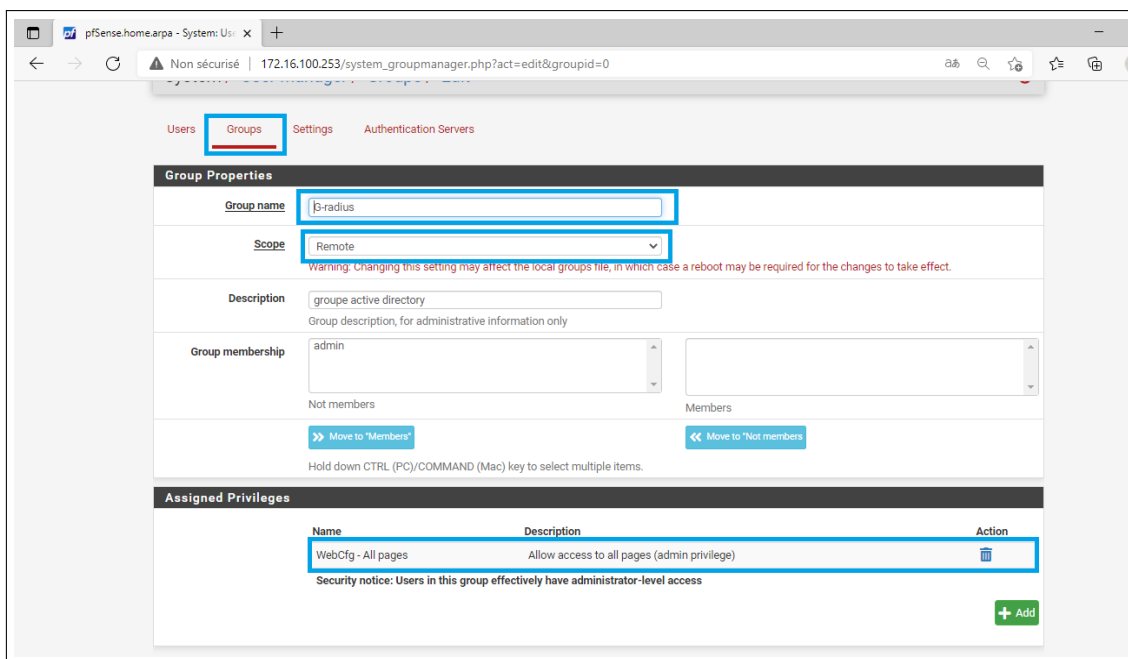 pfSense.home.arpa - System: Use
Non sécurisé | 172.16.100.253/system_groupmanager.php?act=edit&groupid=0
Users Groups Settings Authentication Servers
Group Properties
Group name G-radius
Scope Remote
Warning: Changing this setting may affect the local groups file, in which case a reboot may be required for the changes to take effect.
Description groupe active directory
Group description, for administrative information only
Group membership admin
Not members Members
Move to "Members" Move to "Not members
Hold down CTRL (PC)/COMMAND (Mac) key to select multiple items.
Assigned Privileges
Name Description Action
WebCfg - All pages Allow access to all pages (admin privilege)
Security notice: Users in this group effectively have administrator-level access
Add